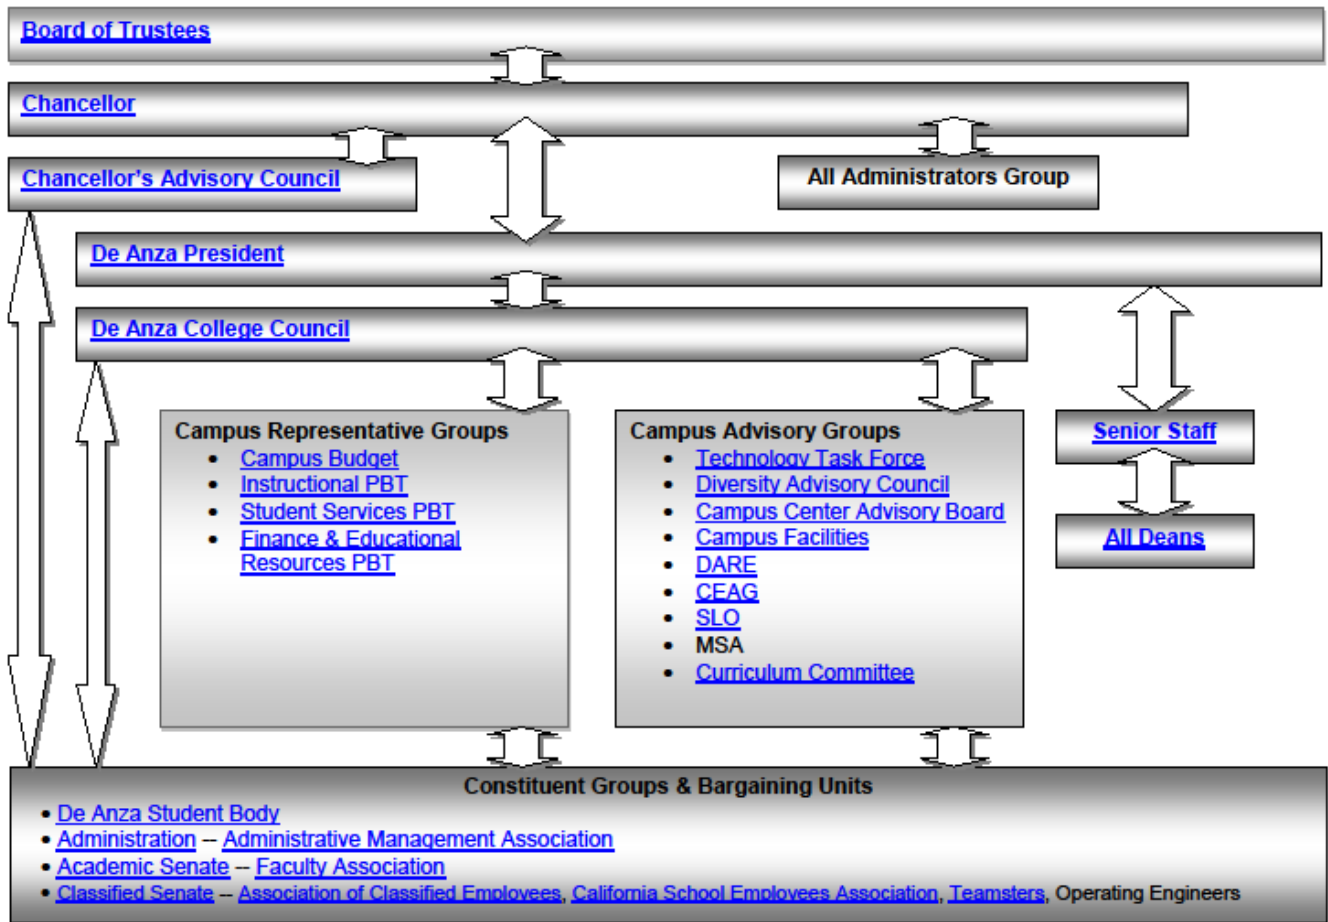 Board of Trustees
Chancellor
Chancellor's Advisory Council
All Administrators Group
De Anza President
De Anza College Council
Campus Representative Groups
• Campus Budget
• Instructional PBT
• Student Services PBT
• Finance & Educational
Resources PBT
Campus Advisory Groups
• Technology Task Force
• Diversity Advisory Council
• Campus Center Advisory Board
• Campus Facilities
• DARE
• CEAG
• SLO
• MSA
• Curriculum Committee
Senior Staff
All Deans
Constituent Groups & Bargaining Units
• De Anza Student Body
• Administration -- Administrative Management Association
• Academic Senate -- Faculty Association
• Classified Senate -- Association of Classified Employees, California School Employees Association, Teamsters, Operating Engineers